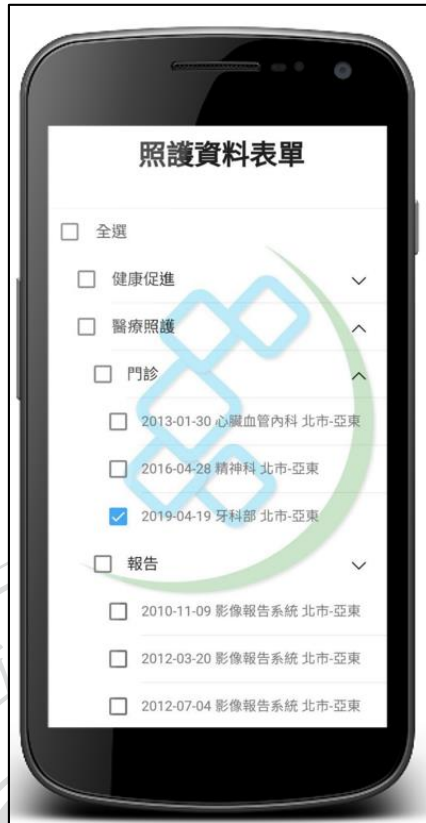 照護資料表單
全選
健康促進
醫療照護
門診
2013-01-30 心臟血管內科 北市-亞東
2016-04-28 精神科 北市-亞東
2019-04-19 牙科部 北市-亞東
報告
2010-11-09 影像報告系統 北市-亞東
2012-03-20 影像報告系統 北市-亞東
2012-07-04 影像報告系統 北市-亞東